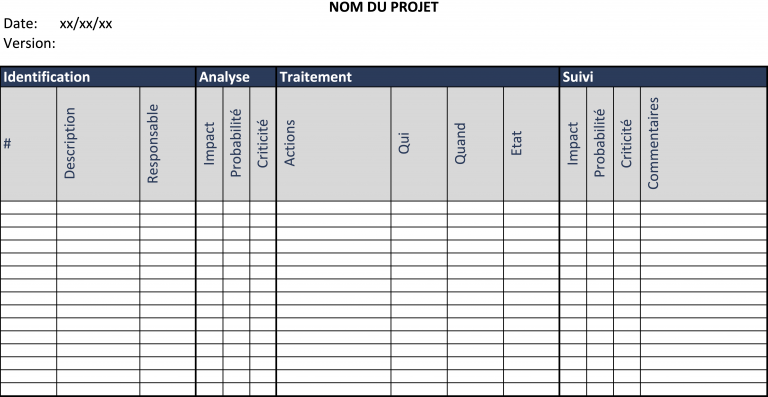 NOM DU PROJET
Date: xx/xx/xx
Version:
Identification Analyse Traitement Suivi
# Description Responsable Impact Probabilité Criticité Actions Qui Quand Etat Impact Probabilité Criticité Commentaires